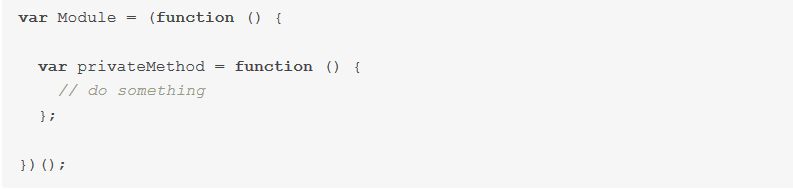 var Module = (function () {
  var privateMethod = function () {
    // do something
  };
})();